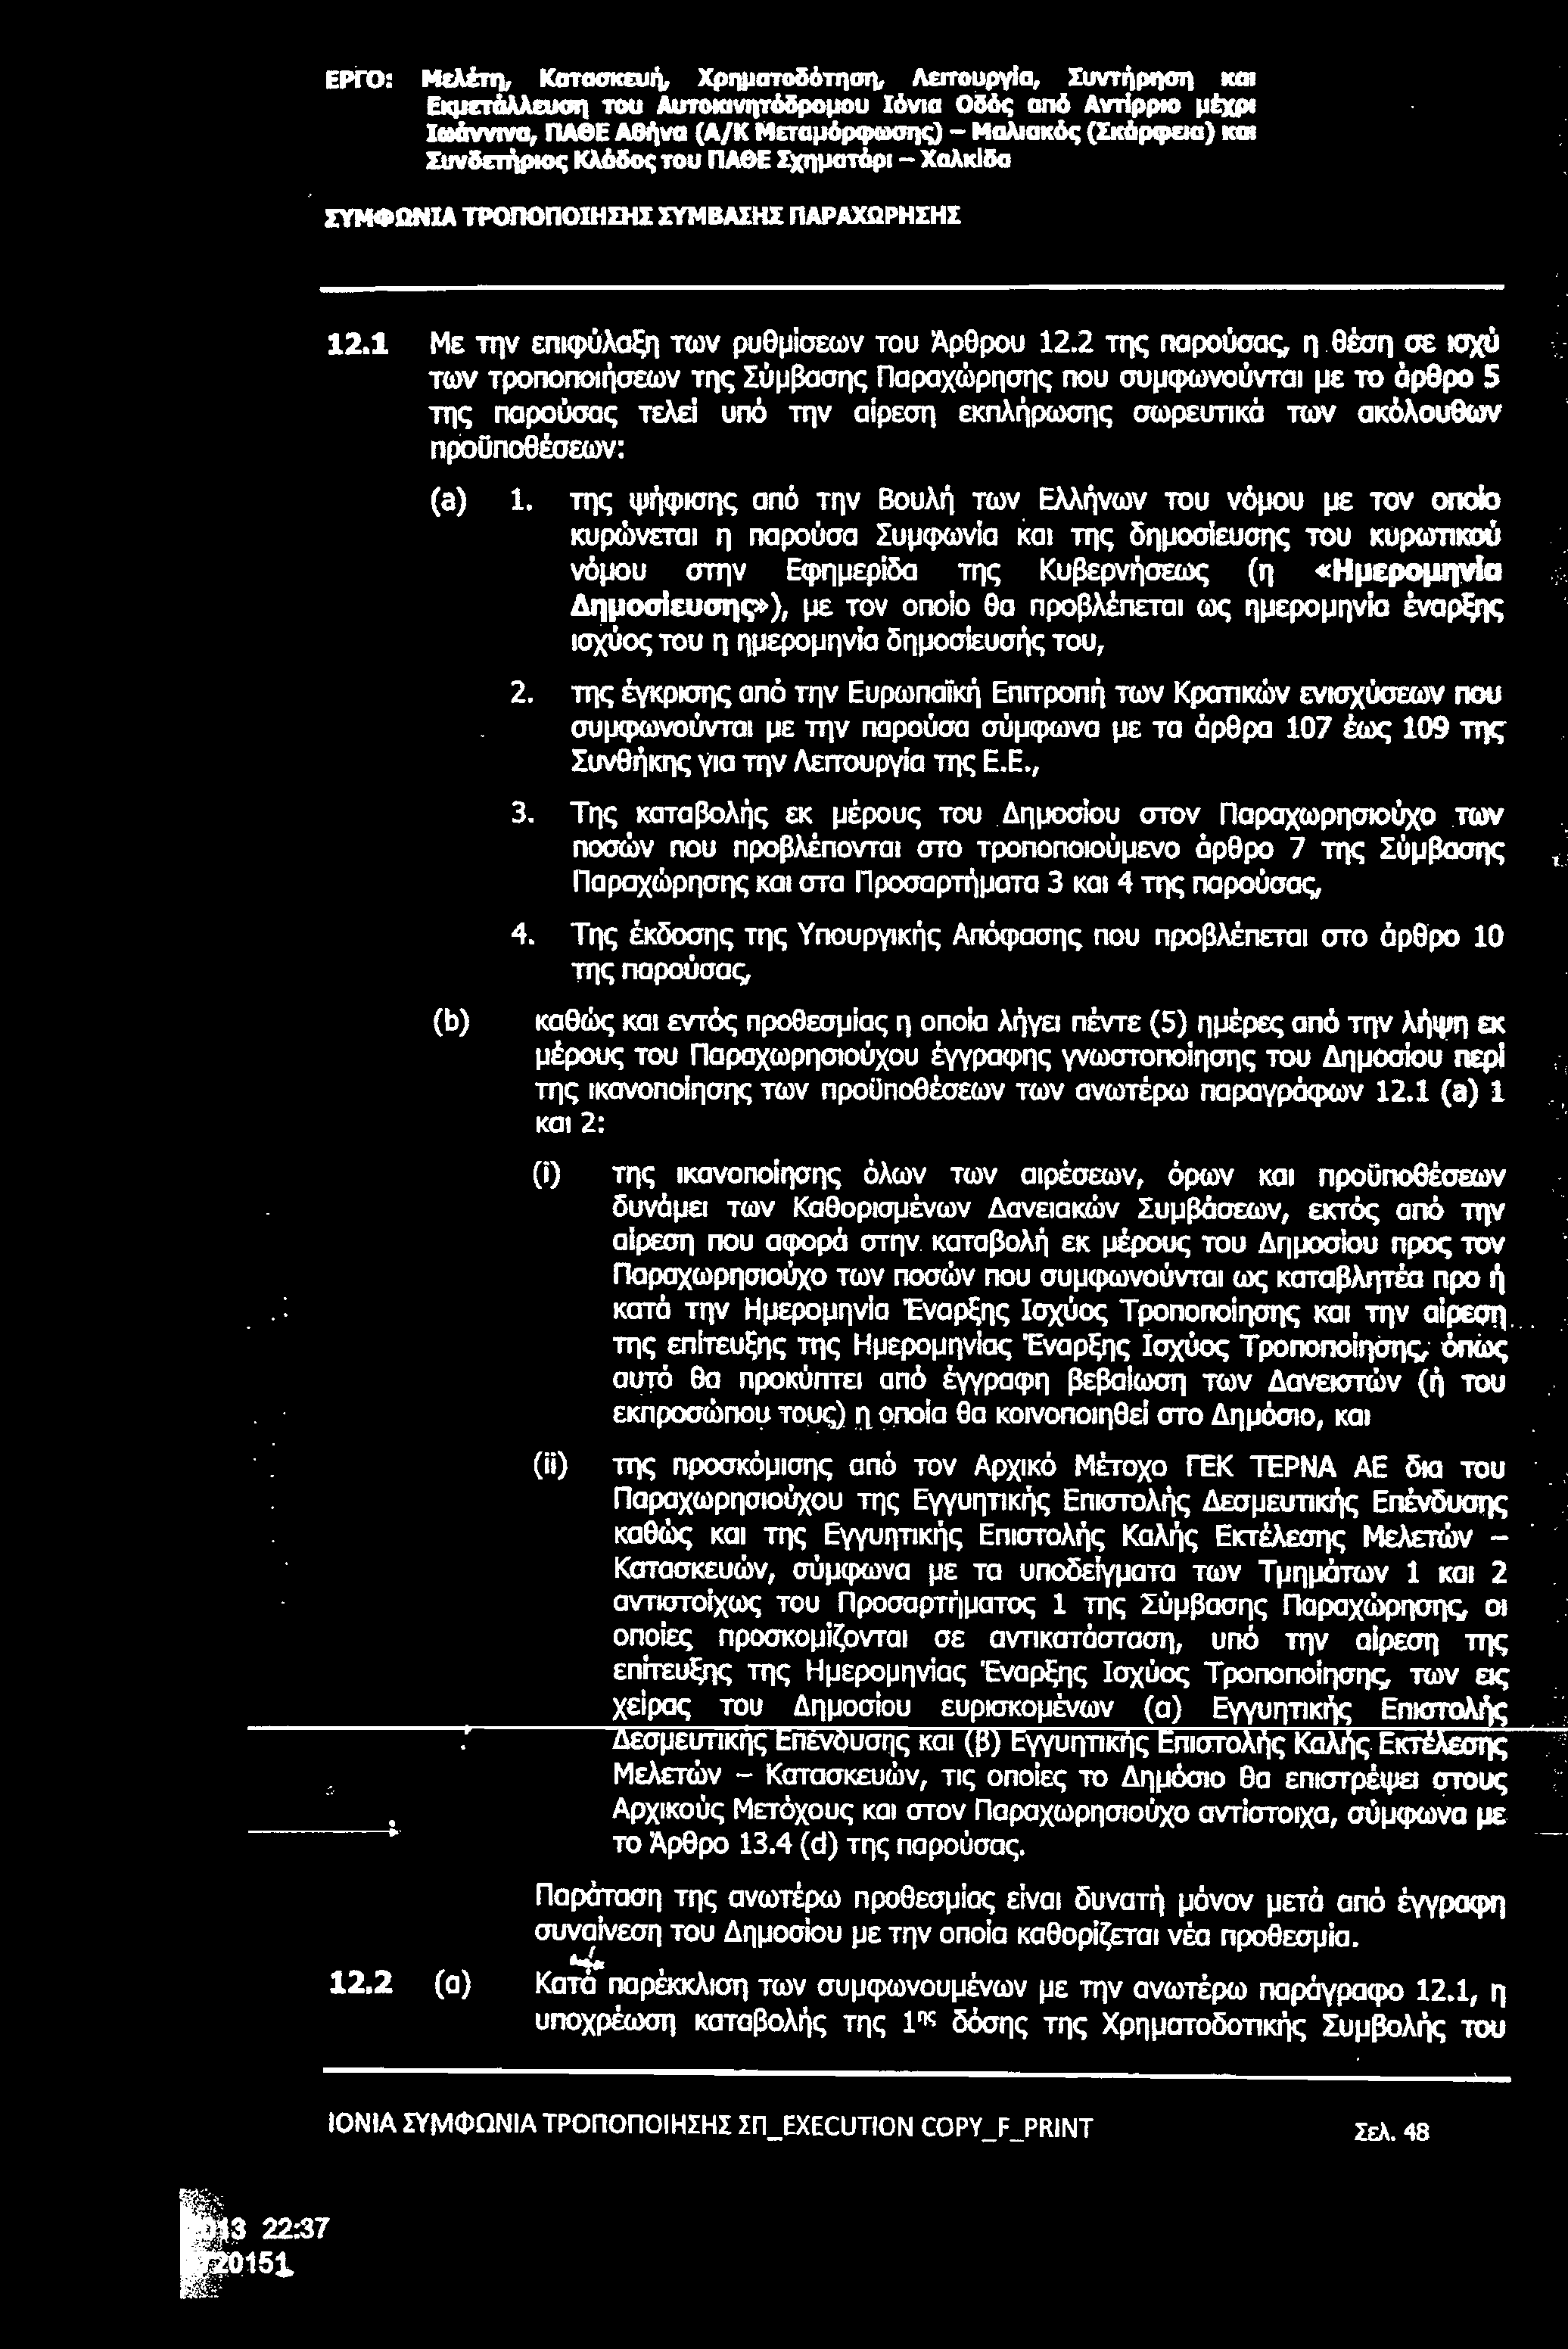 ΕΡΓΟ: Μελέτη, Κατασκευή, Χρηματοδότηση, Λειτουργία, Συντήρηση και
Εκμετάλλευση του Αυτοκινητόδρομου Ιόνια Οδός από Αντίρριο μέχρι
Ιωάννινα, ΠΑΘΕ Αθήνα (Α/Κ Μεταμόρφωσης) – Μαλιακός (Σκάρφεια) και
Συνδετήριος Κλάδος του ΠΑΘΕ Σχηματάρι – Χαλκίδα
ΣΥΜΦΩΝΙΑ ΤΡΟΠΟΠΟΙΗΣΗΣ ΣΥΜΒΑΣΗΣ ΠΑΡΑΧΩΡΗΣΗΣ
12.1 Με την επιφύλαξη των ρυθμίσεων του Άρθρου 12.2 της παρούσας, η θέση σε ισχύ
των τροποποιήσεων της Σύμβασης Παραχώρησης που συμφωνούνται με το άρθρο 5
της παρούσας τελεί υπό την αίρεση εκπλήρωσης σωρευτικά των ακόλουθων
προϋποθέσεων:
(a) 1. της ψήφισης από την Βουλή των Ελλήνων του νόμου με τον οποίο
κυρώνεται η παρούσα Συμφωνία και της δημοσίευσης του κυρωτικού
νόμου στην Εφημερίδα της Κυβερνήσεως (η «Ημερομηνία
Δημοσίευσης»), με τον οποίο θα προβλέπεται ως ημερομηνία έναρξης
ισχύος του η ημερομηνία δημοσίευσής του,
2. της έγκρισης από την Ευρωπαϊκή Επιτροπή των Κρατικών ενισχύσεων που
συμφωνούνται με την παρούσα σύμφωνα με τα άρθρα 107 έως 109 της
Συνθήκης για την Λειτουργία της Ε.Ε.,
3. Της καταβολής εκ μέρους του Δημοσίου στον Παραχωρησιούχο των
ποσών που προβλέπονται στο τροποποιούμενο άρθρο 7 της Σύμβασης
Παραχώρησης και στα Προσαρτήματα 3 και 4 της παρούσας,
4. Της έκδοσης της Υπουργικής Απόφασης που προβλέπεται στο άρθρο 10
της παρούσας,
(b) καθώς και εντός προθεσμίας η οποία λήγει πέντε (5) ημέρες από την λήψη εκ
μέρους του Παραχωρησιούχου έγγραφης γνωστοποίησης του Δημοσίου περί
της ικανοποίησης των προϋποθέσεων των ανωτέρω παραγράφων 12.1 (a) 1
και 2:
(i) της ικανοποίησης όλων των αιρέσεων, όρων και προϋποθέσεων
δυνάμει των Καθορισμένων Δανειακών Συμβάσεων, εκτός από την
αίρεση που αφορά στην καταβολή εκ μέρους του Δημοσίου προς τον
Παραχωρησιούχο των ποσών που συμφωνούνται ως καταβλητέα προ ή
κατά την Ημερομηνία Έναρξης Ισχύος Τροποποίησης και την αίρεση
της επίτευξης της Ημερομηνίας Έναρξης Ισχύος Τροποποίησης, όπως
αυτό θα προκύπτει από έγγραφη βεβαίωση των Δανειστών (ή του
εκπροσώπου τους) η οποία θα κοινοποιηθεί στο Δημόσιο, και
(ii) της προσκόμισης από τον Αρχικό Μέτοχο ΓΕΚ ΤΕΡΝΑ ΑΕ δια του
Παραχωρησιούχου της Εγγυητικής Επιστολής Δεσμευτικής Επένδυσης
καθώς και της Εγγυητικής Επιστολής Καλής Εκτέλεσης Μελετών –
Κατασκευών, σύμφωνα με τα υποδείγματα των Τμημάτων 1 και 2
αντιστοίχως του Προσαρτήματος 1 της Σύμβασης Παραχώρησης, οι
οποίες προσκομίζονται σε αντικατάσταση, υπό την αίρεση της
επίτευξης της Ημερομηνίας Έναρξης Ισχύος Τροποποίησης, των εις
χείρας του Δημοσίου ευρισκομένων (α) Εγγυητικής Επιστολής
Δεσμευτικής Επένδυσης και (β) Εγγυητικής Επιστολής Καλής Εκτέλεσης
Μελετών – Κατασκευών, τις οποίες το Δημόσιο θα επιστρέψει στους
Αρχικούς Μετόχους και στον Παραχωρησιούχο αντίστοιχα, σύμφωνα με
το Άρθρο 13.4 (d) της παρούσας.
Παράταση της ανωτέρω προθεσμίας είναι δυνατή μόνον μετά από έγγραφη
συναίνεση του Δημοσίου με την οποία καθορίζεται νέα προθεσμία.
12.2 (α) Κατά παρέκκλιση των συμφωνουμένων με την ανωτέρω παράγραφο 12.1, η
υποχρέωση καταβολής της 1ης δόσης της Χρηματοδοτικής Συμβολής του
ΙΟΝΙΑ ΣΥΜΦΩΝΙΑ ΤΡΟΠΟΠΟΙΗΣΗΣ ΣΠ_EXECUTION COPY_F_PRINT Σελ. 48
22:37